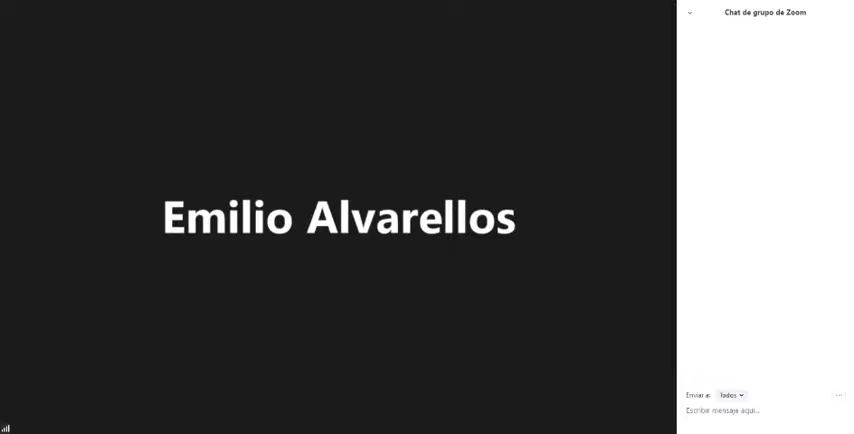 Chat de grupo de Zoom
Emilio Alvarellos
Enviar a: Todos
Escribir mensaje aquí...